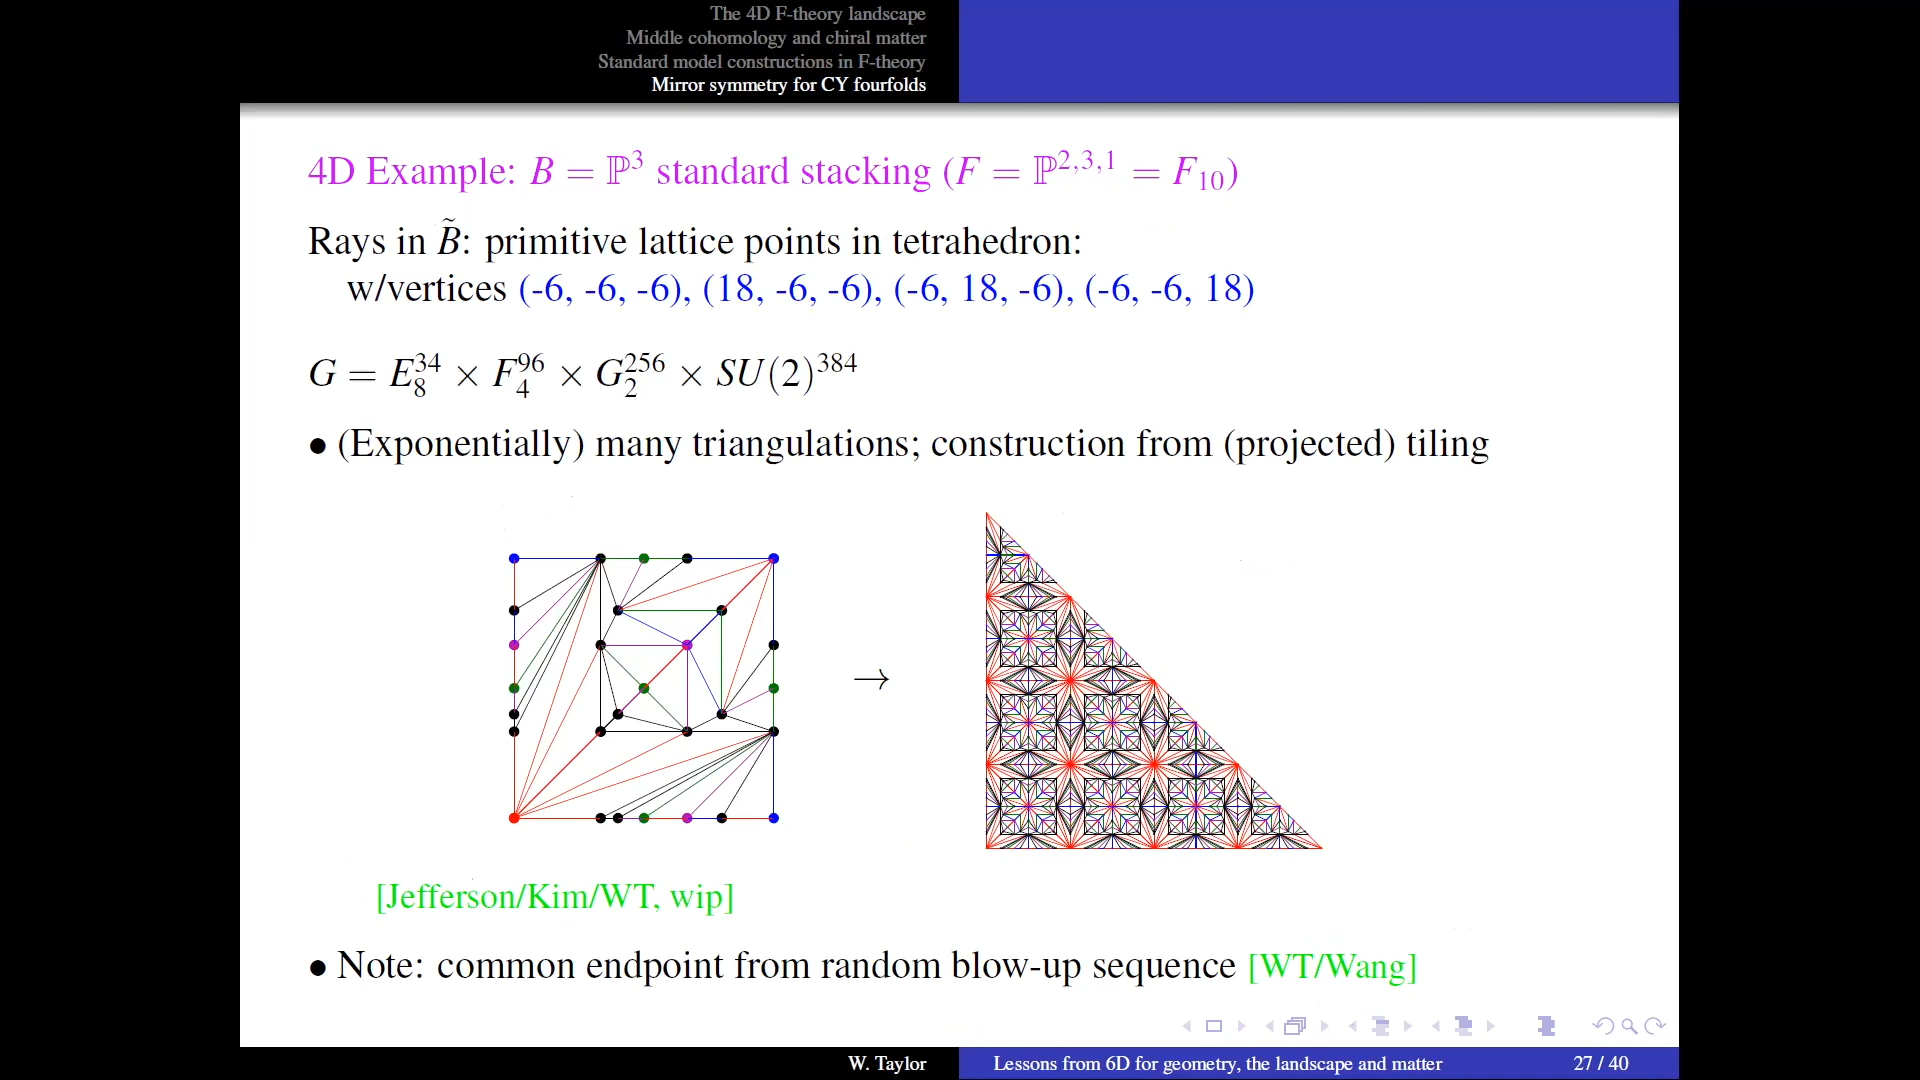 The 4D F-theory landscape
Middle cohomology and chiral matter
Standard model constructions in F-theory
Mirror symmetry for CY fourfolds
4D Example: B = ℙ³ standard stacking (F = ℙ²,³,¹ = F₁₀)
Rays in B̃: primitive lattice points in tetrahedron:
w/vertices (-6, -6, -6), (18, -6, -6), (-6, 18, -6), (-6, -6, 18)
G = E₈³⁴ × F₄⁹⁶ × G₂²⁵⁶ × SU(2)³⁸⁴
• (Exponentially) many triangulations; construction from (projected) tiling
→
[Jefferson/Kim/WT, wip]
• Note: common endpoint from random blow-up sequence [WT/Wang]
W. Taylor
Lessons from 6D for geometry, the landscape and matter
27 / 40